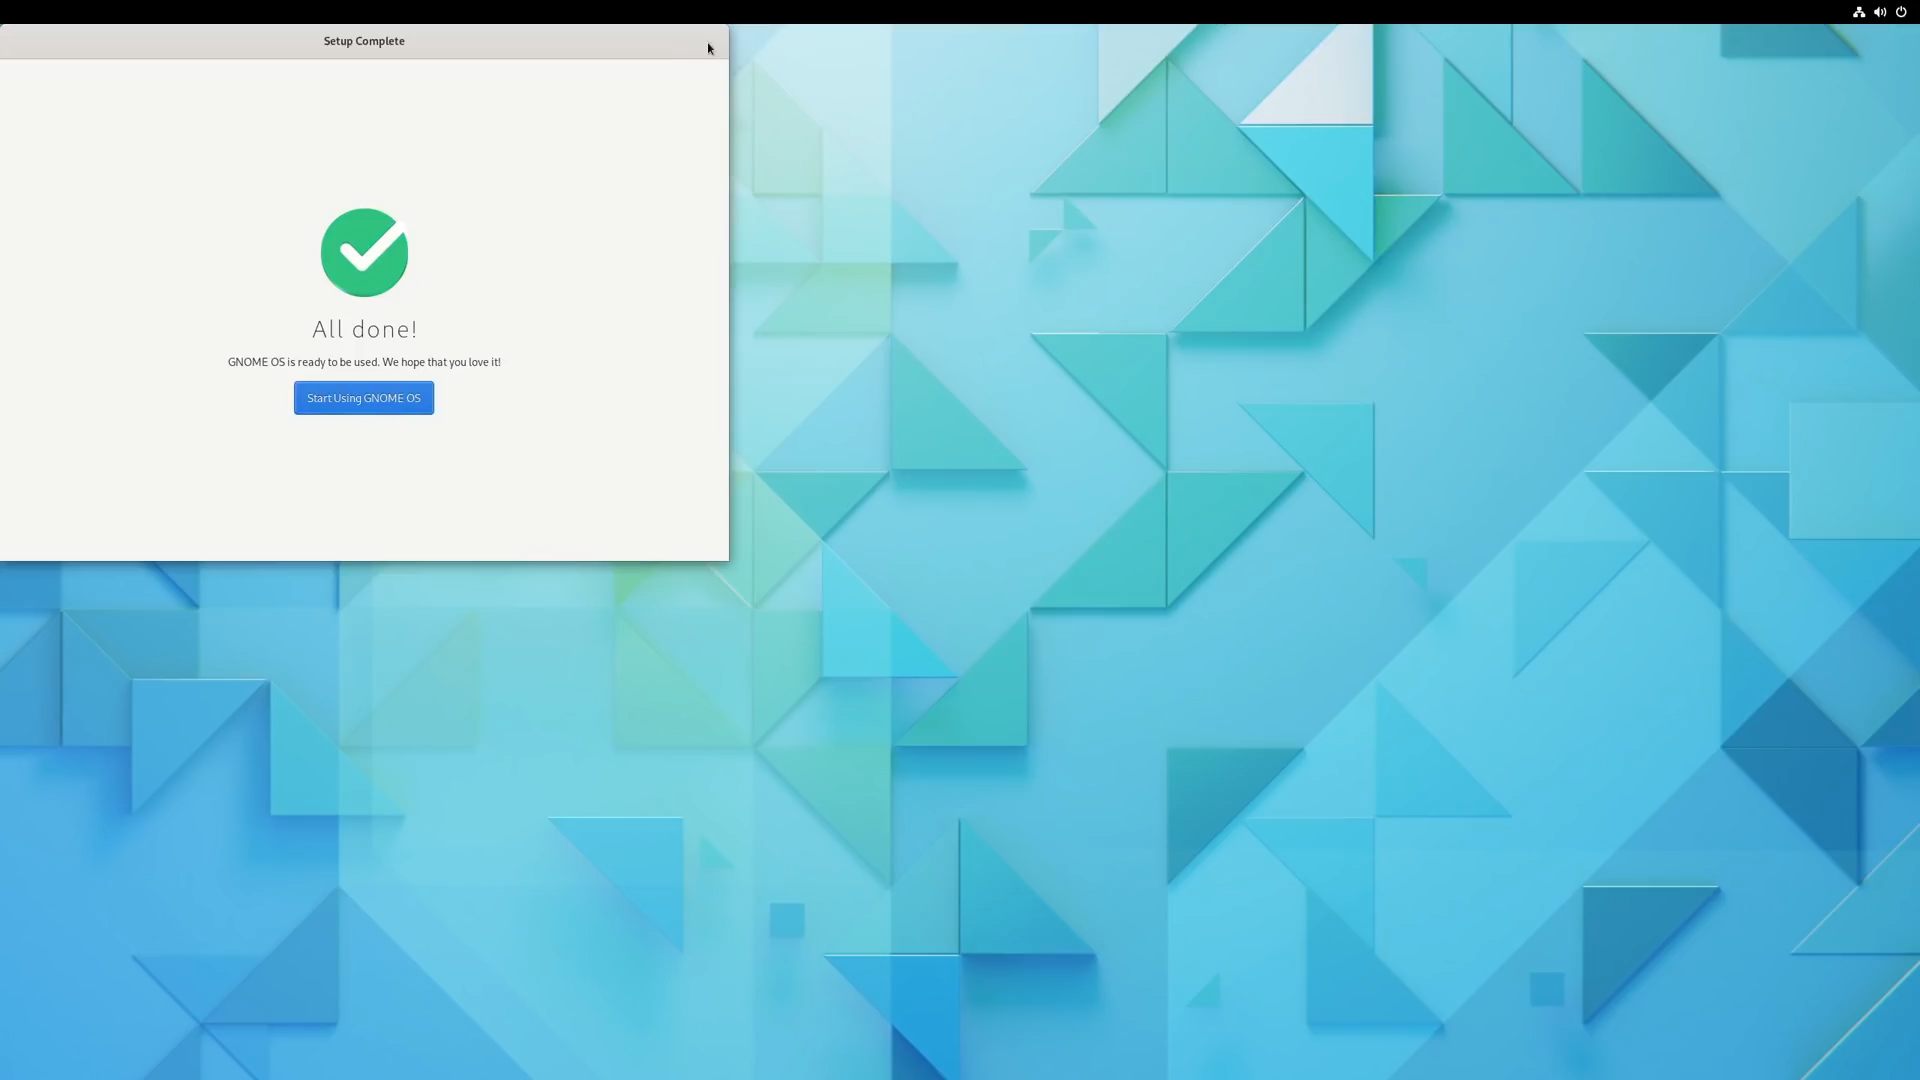 Setup Complete
All done!
GNOME OS is ready to be used. We hope that you love it!
Start Using GNOME OS